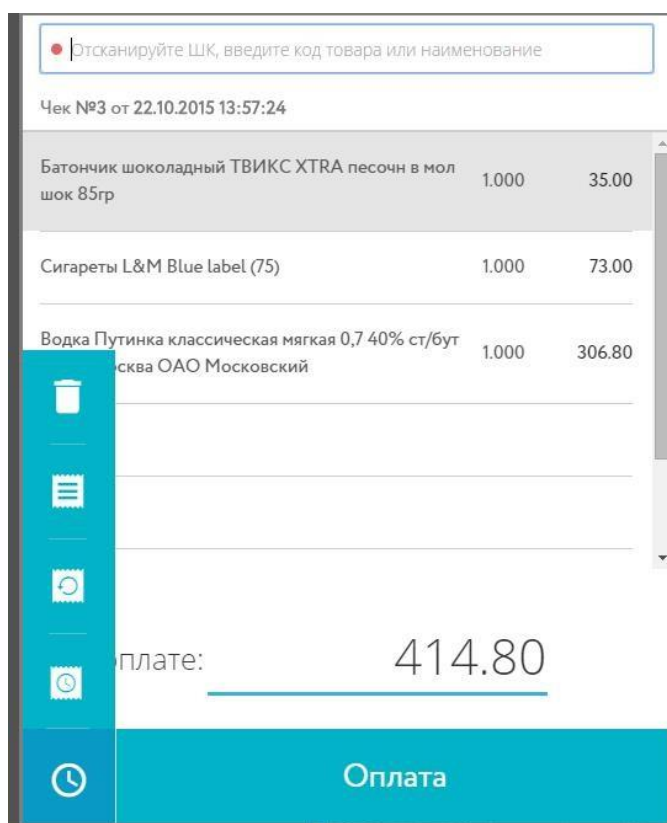 Отсканируйте ШК, введите код товара или наименование
Чек №3 от 22.10.2015 13:57:24
Батончик шоколадный ТВИКС XTRA песочн в мол 1.000 35.00
шок 85гр
Сигареты L&M Blue label (75) 1.000 73.00
Водка Путинка классическая мягкая 0,7 40% ст/бут 1.000 306.80
ОАО Московский
414.80
Оплата